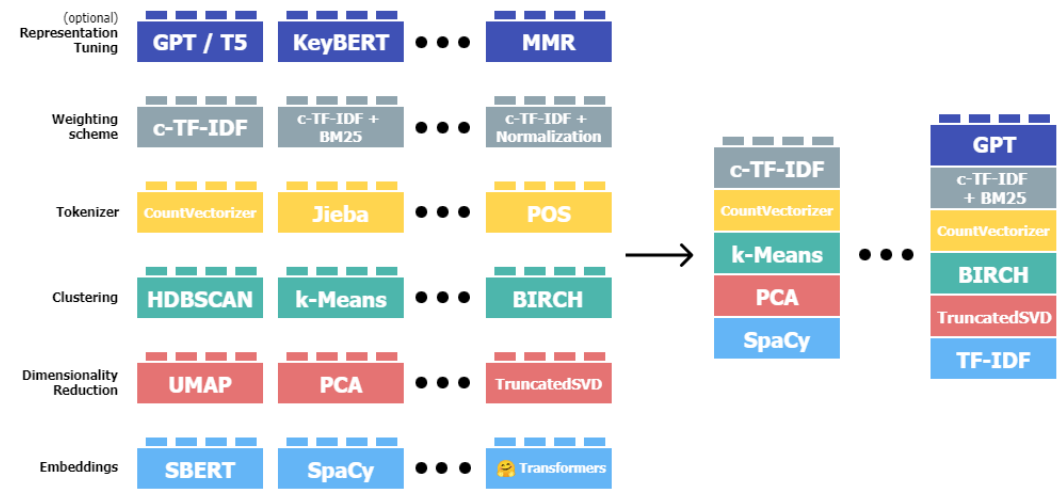 (optional)
Representation
Tuning
GPT / T5
KeyBERT
MMR
Weighting
scheme
c-TF-IDF
c-TF-IDF +
BM25
c-TF-IDF +
Normalization
Tokenizer
CountVectorizer
Jieba
POS
Clustering
HDBSCAN
k-Means
BIRCH
Dimensionality
Reduction
UMAP
PCA
TruncatedSVD
Embeddings
SBERT
SpaCy
🤗 Transformers
c-TF-IDF
CountVectorizer
k-Means
PCA
SpaCy
GPT
c-TF-IDF
+ BM25
CountVectorizer
BIRCH
TruncatedSVD
TF-IDF